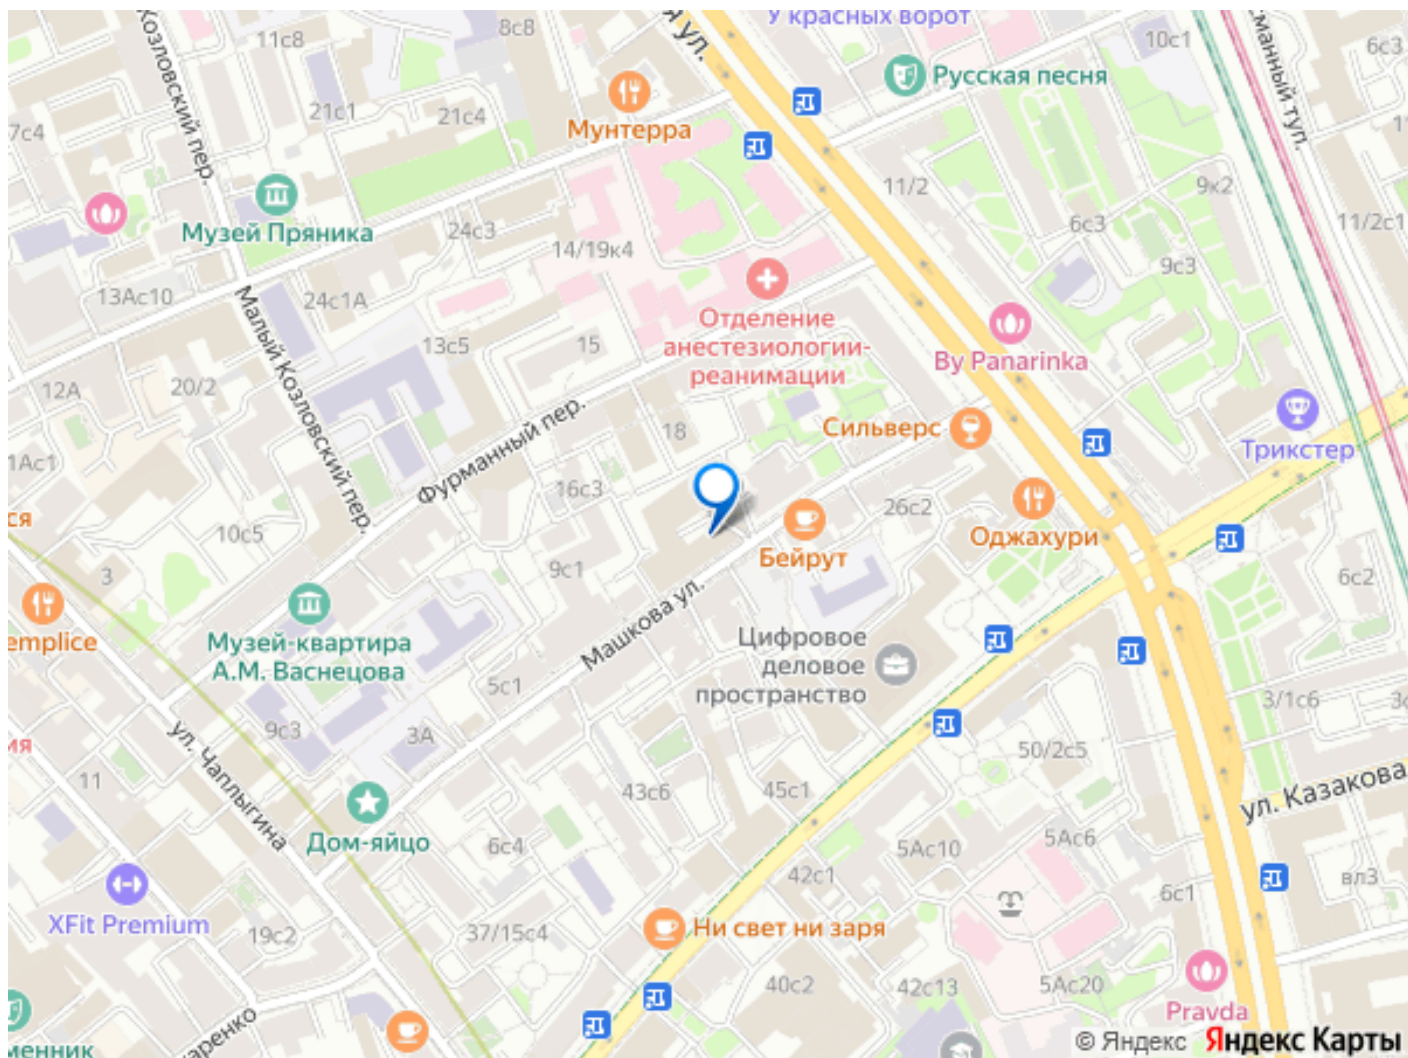 У красных ворот
я ул.
Козловский пер.
11с8
8с8
10с1
6с3
Русская песня
21с1
21с4
Мунтерра
7с4
11/2
9к2
6с3
11/2с1
Музей Пряника
24с3
14/19к4
9с3
13Ас10
24с1А
Отделение
анестезиологии-
реанимации
By Panarinka
Малый Козловский пер.
13с5
15
12А
20/2
Фурманный пер.
18
Сильверс
Трикстер
1Ас1
16с3
26с2
ся
10с5
Оджахури
Бейрут
9с1
3
6с2
emplice
Музей-квартира
А.М. Васнецова
Машкова ул.
Цифровое
деловое
пространство
5с1
3/1с6
9с3
3А
ул. Чаплыгина
ия
11
50/2с5
43с6
45с1
ул. Казакова
Дом-яйцо
6с4
5Ас10
5Ас6
42с1
6с1
вл3
XFit Premium
19с2
37/15с4
Ни свет ни заря
40с2
42с13
5Ас20
Pravda
аренко
менник
© Яндекс Яндекс Карты